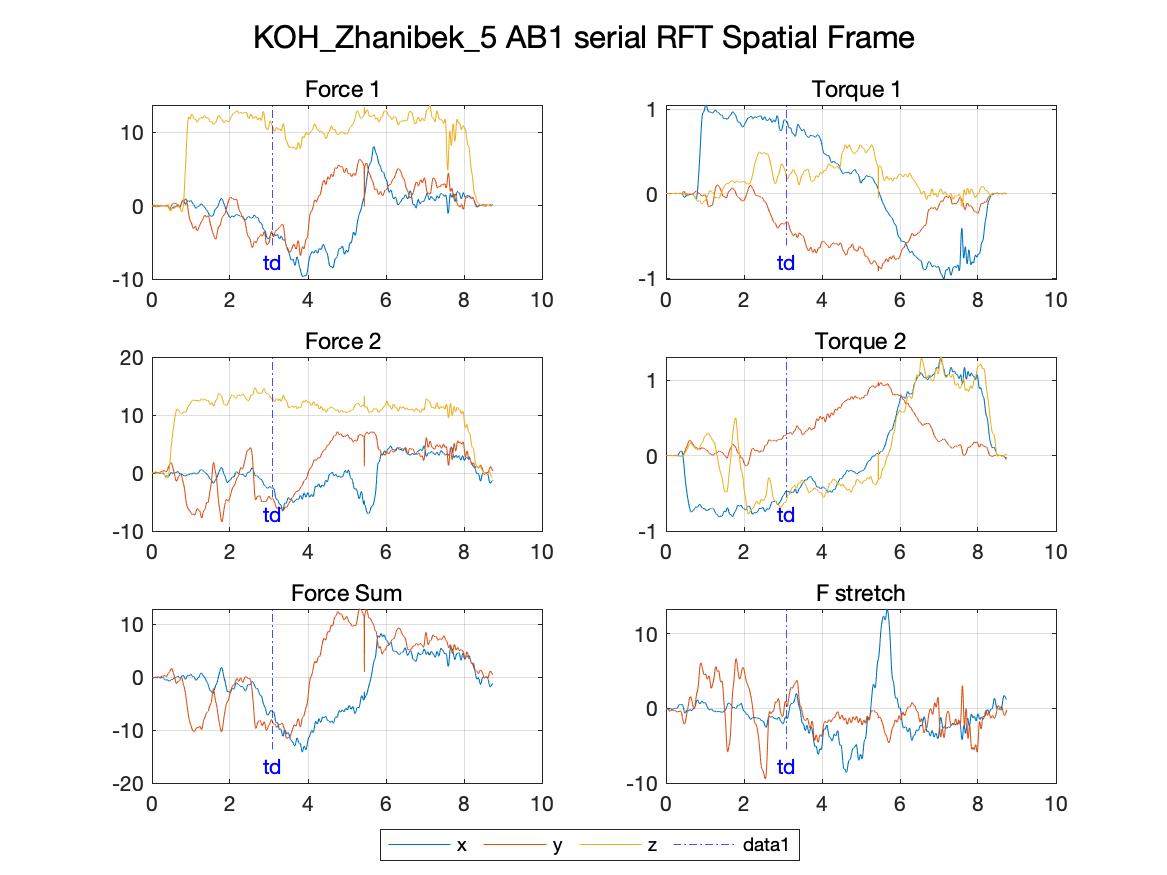 KOH_Zhanibek_5 AB1 serial RFT Spatial Frame
Force 1
10
0
-10
td
0 2 4 6 8 10
Torque 1
1
0
-1
td
0 2 4 6 8 10
Force 2
20
10
0
-10
td
0 2 4 6 8 10
Torque 2
1
0
-1
td
0 2 4 6 8 10
Force Sum
10
0
-10
-20
td
0 2 4 6 8 10
F stretch
10
0
-10
td
0 2 4 6 8 10
x y z data1